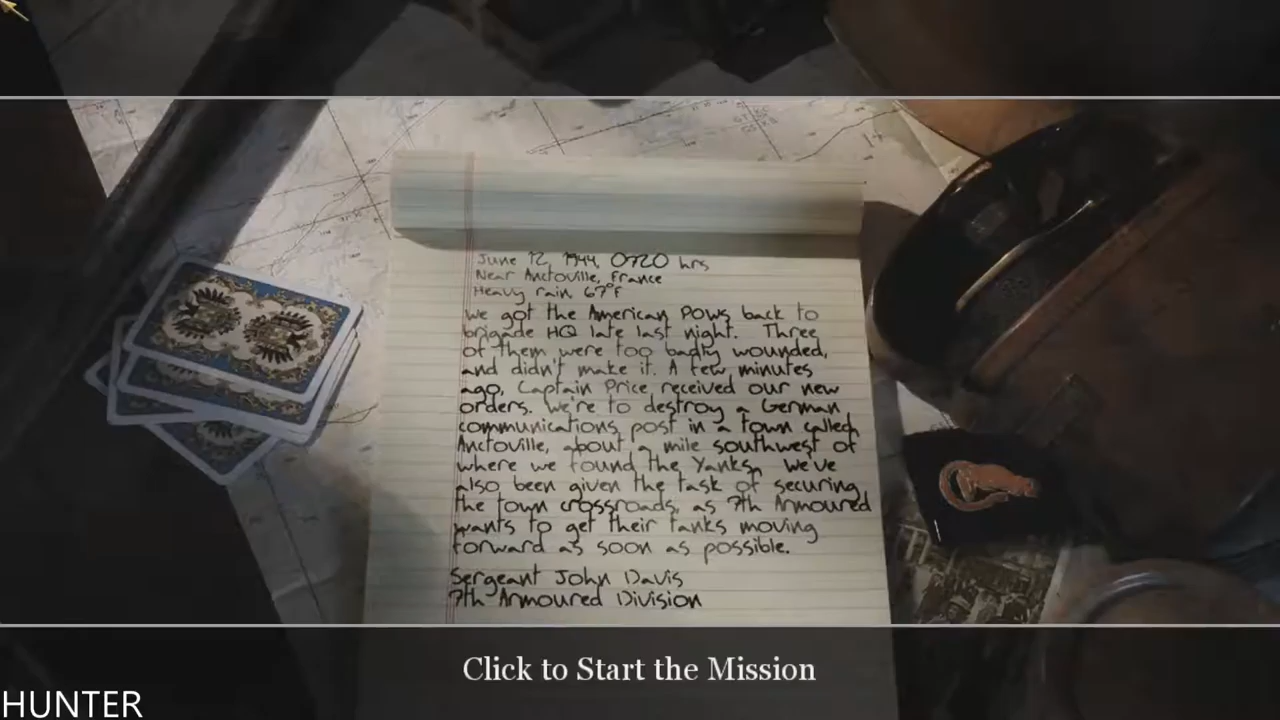 June 12, 1944, 0720 hrs
Near Anctoville, France
Heavy rain 67°F
We got the American POWs back to
brigade HQ late last night. Three
of them were too badly wounded,
and didn't make it. A few minutes
ago, Captain Price received our new
orders. We're to destroy a German
communications post in a town called
Anctoville, about a mile southwest of
where we found the Yanks. We've
also been given the task of securing
the town crossroads, as 7th Armoured
wants to get their tanks moving
forward as soon as possible.
Sergeant John Davis
7th Armoured Division
Click to Start the Mission
HUNTER